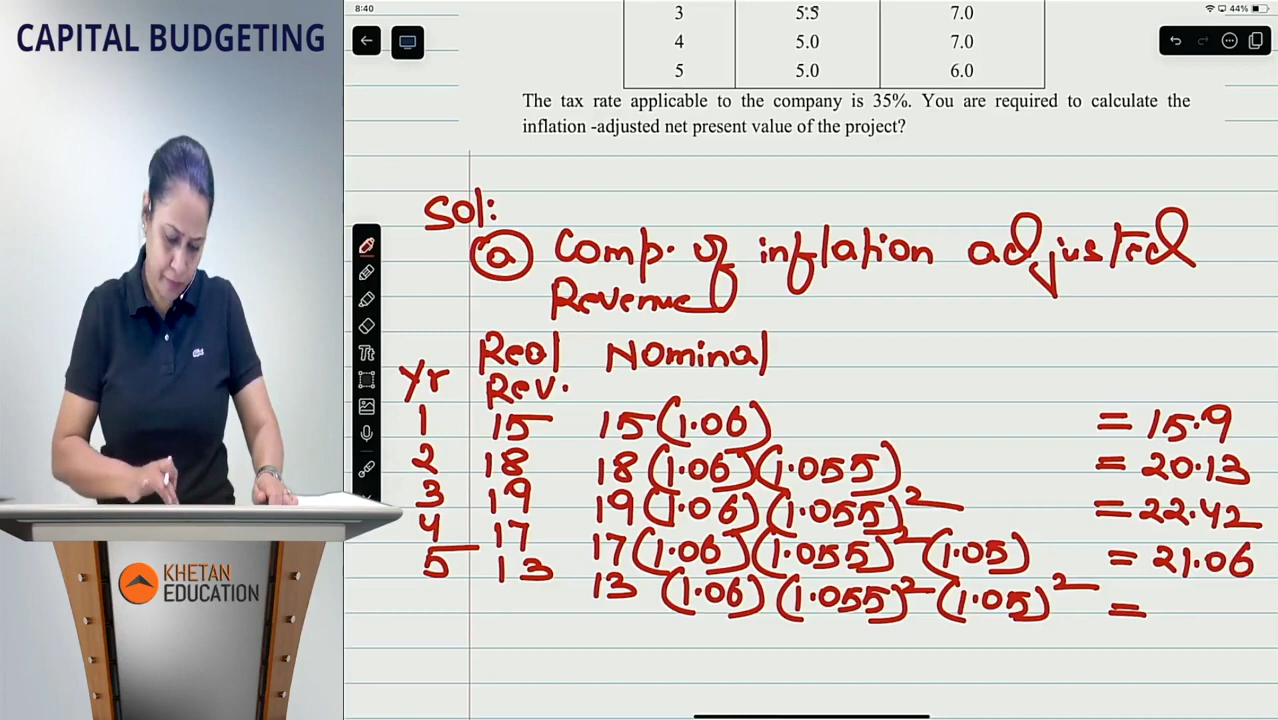 CAPITAL BUDGETING
8:40
44%
3 5.5 7.0
4 5.0 7.0
5 5.0 6.0
The tax rate applicable to the company is 35%. You are required to calculate the
inflation -adjusted net present value of the project?
Sol:
(a) Comp. of inflation adjusted
Revenue
Yr Real Rev. Nominal
1 15 15(1.06) = 15.9
2 18 18(1.06)(1.055) = 20.13
3 19 19(1.06)(1.055)² = 22.42
4 17 17(1.06)(1.055)²(1.05) = 21.06
5 13 13(1.06)(1.055)²(1.05)² =
Tt
KHETAN
EDUCATION